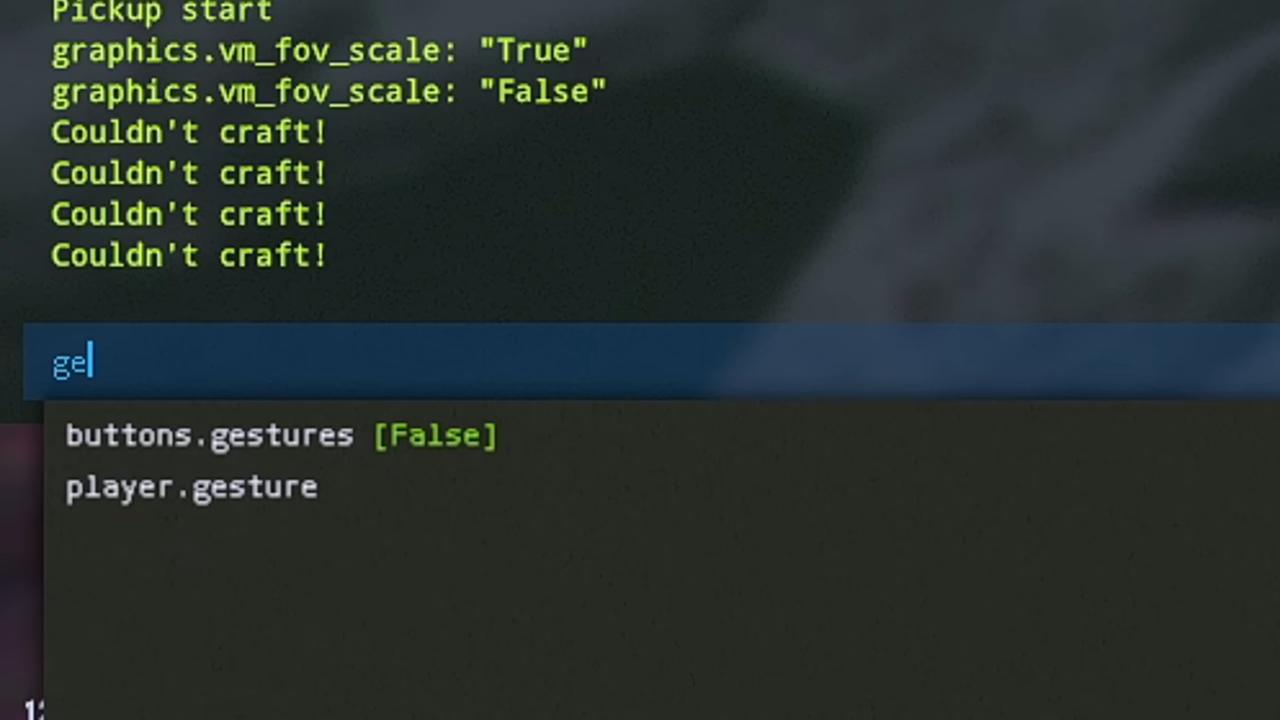 Pickup start
graphics.vm_fov_scale: "True"
graphics.vm_fov_scale: "False"
Couldn't craft!
Couldn't craft!
Couldn't craft!
Couldn't craft!
ge
buttons.gestures [False]
player.gesture